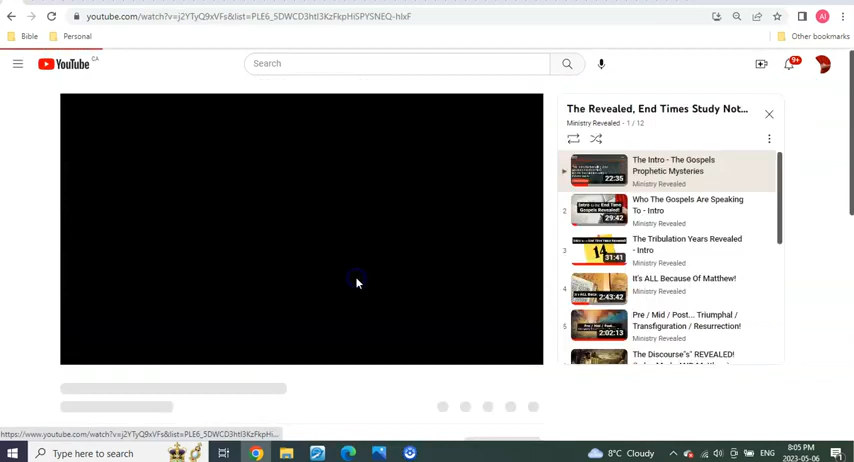 youtube.com/watch?v=j2YTyQ9xVFs&list=PLE6_5DWCD3htI3KzFkpHiSPYSNEQ-hlxF
AI
Bible
Personal
Other bookmarks
YouTube CA
Search
9+
The Revealed, End Times Study Not...
Ministry Revealed - 1 / 12
The Intro - The Gospels
Prophetic Mysteries
Ministry Revealed
22:35
2
Who The Gospels Are Speaking
To - Intro
Ministry Revealed
29:42
3
The Tribulation Years Revealed
- Intro
Ministry Revealed
14
31:41
4
It's ALL Because Of Matthew!
Ministry Revealed
2:43:42
5
Pre / Mid / Post... Triumphal /
Transfiguration / Resurrection!
Ministry Revealed
2:02:13
The Discourse"s" REVEALED!
https://www.youtube.com/watch?v=j2YTyQ9xVFs&list=PLE6_5DWCD3htI3KzFkpHi...
Type here to search
8°C Cloudy
ENG
8:05 PM
2023-05-06